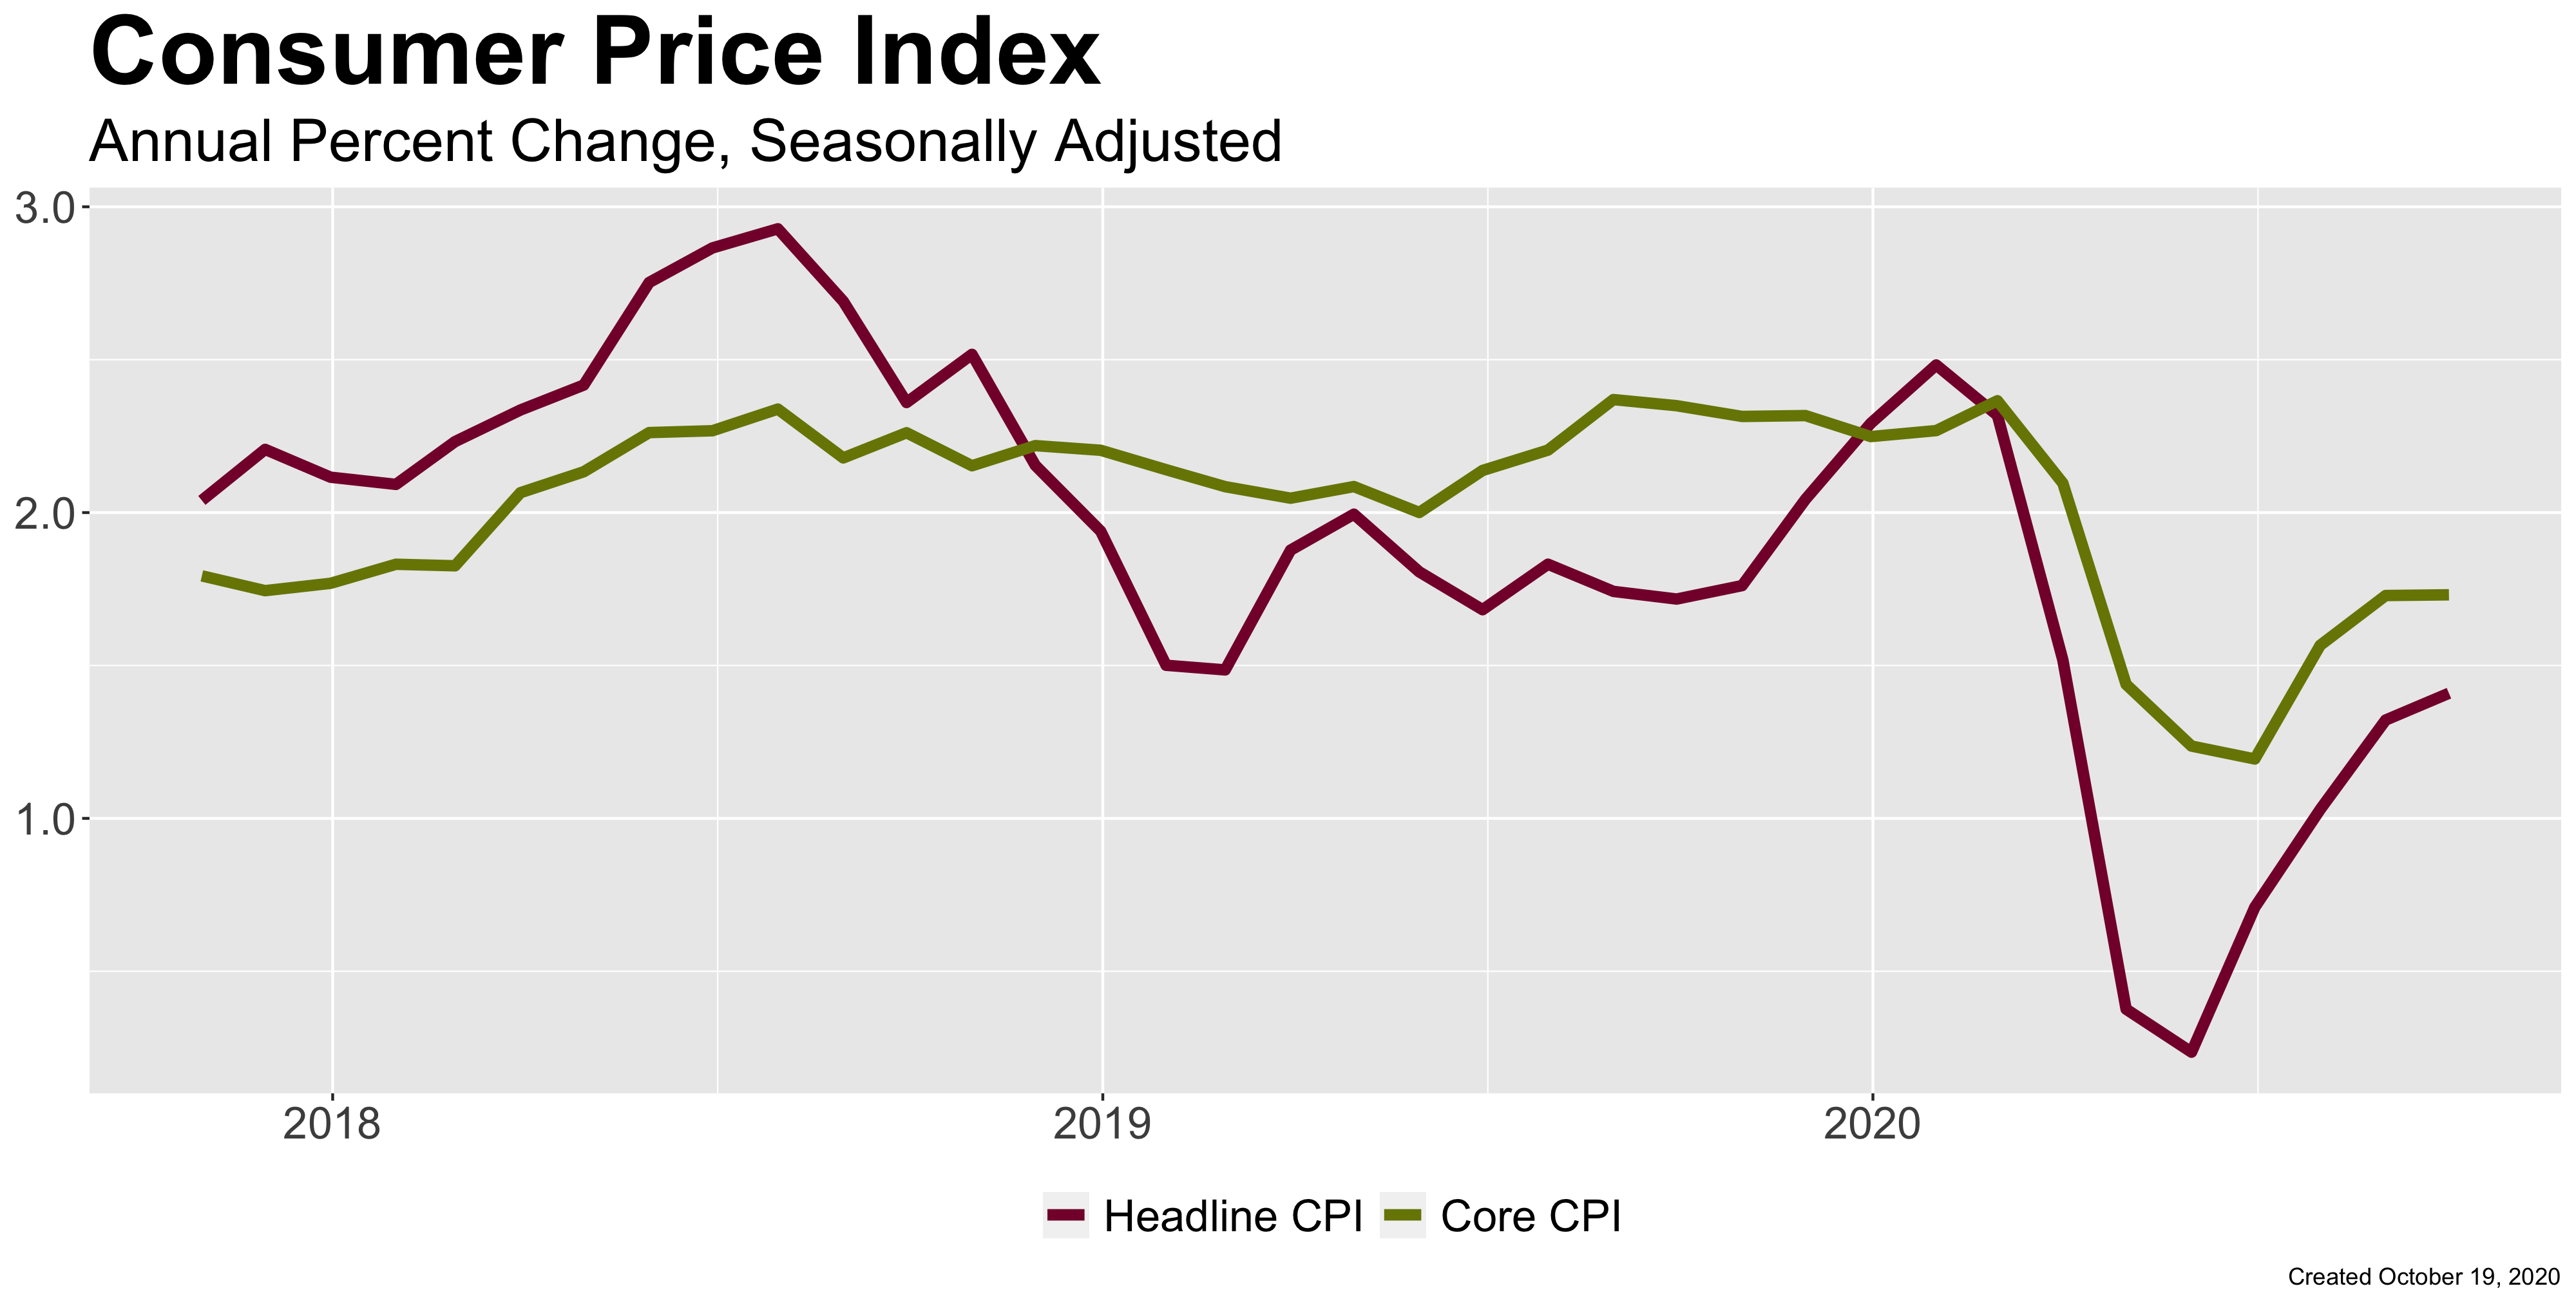 Consumer Price Index
Annual Percent Change, Seasonally Adjusted
3.0
2.0
1.0
2018 2019 2020
Headline CPI Core CPI
Created October 19, 2020